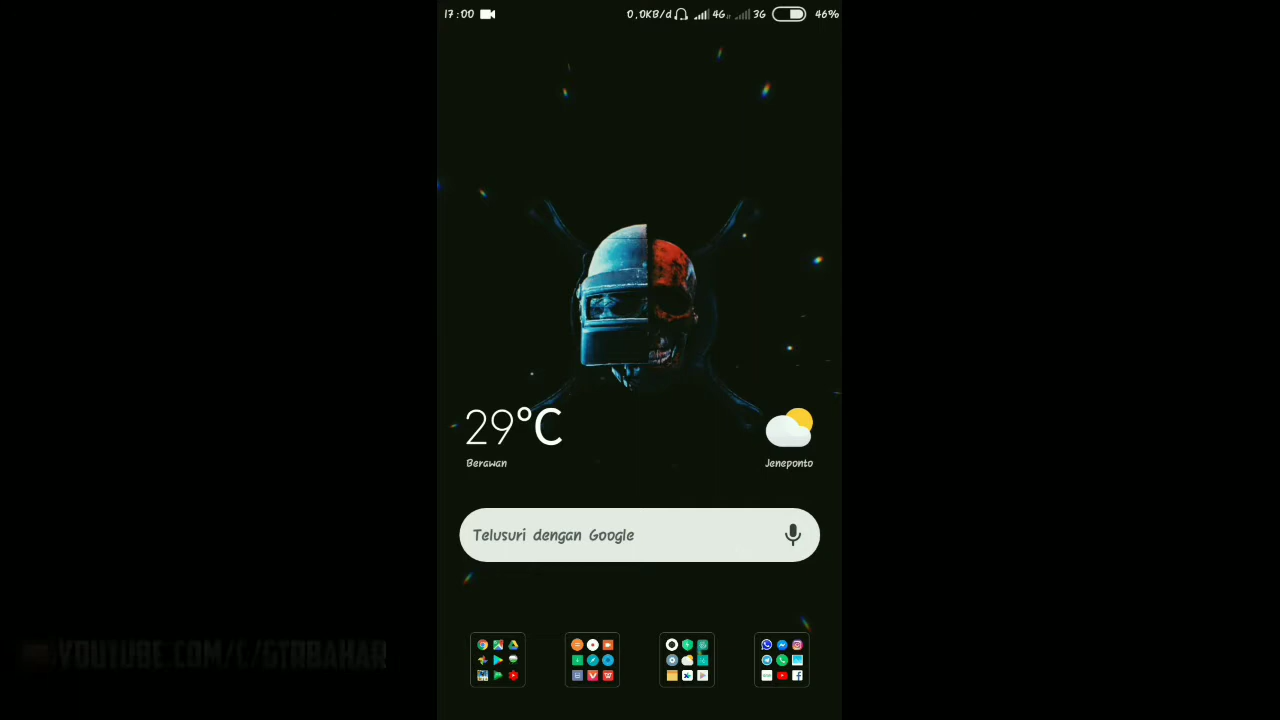 17:00 0,0KB/d 4G 3G 46%
29°C
Berawan Jeneponto
Telusuri dengan Google
YOUTUBE.COM/C/GTRBAHAR